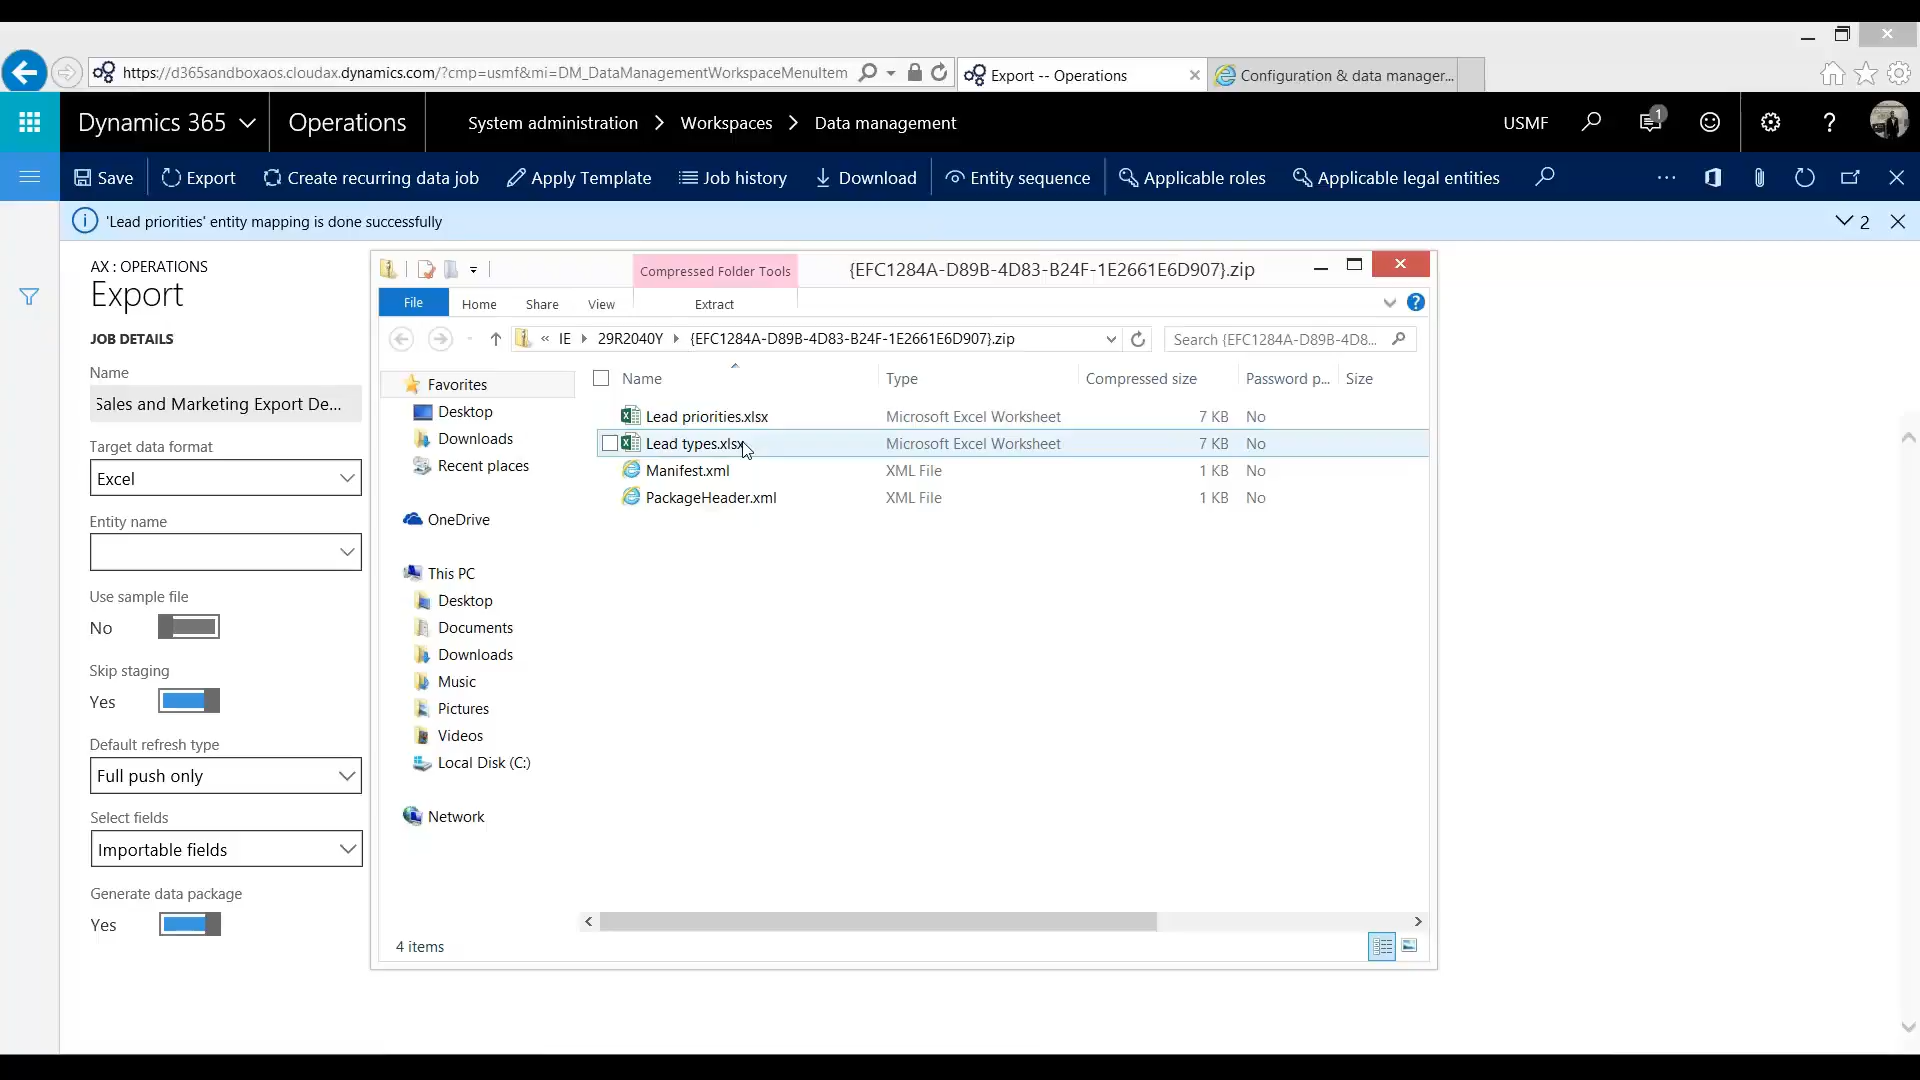 https://d365sandboxaos.cloudax.dynamics.com/?cmp=usmf&mi=DM_DataManagementWorkspaceMenuItem
Export -- Operations
Configuration & data manager...
Dynamics 365
Operations
System administration > Workspaces > Data management
USMF
1
?
Save
Export
Create recurring data job
Apply Template
Job history
Download
Entity sequence
Applicable roles
Applicable legal entities
'Lead priorities' entity mapping is done successfully
2
AX : OPERATIONS
Export
JOB DETAILS
Name
Sales and Marketing Export De...
Target data format
Excel
Entity name
Use sample file
No
Skip staging
Yes
Default refresh type
Full push only
Select fields
Importable fields
Generate data package
Yes
Compressed Folder Tools
{EFC1284A-D89B-4D83-B24F-1E2661E6D907}.zip
File
Home
Share
View
Extract
?
« IE 29R2040Y {EFC1284A-D89B-4D83-B24F-1E2661E6D907}.zip
Search {EFC1284A-D89B-4D8...
Favorites
Desktop
Downloads
Recent places
OneDrive
This PC
Desktop
Documents
Downloads
Music
Pictures
Videos
Local Disk (C:)
Network
Name Type Compressed size Password p... Size
Lead priorities.xlsx Microsoft Excel Worksheet 7 KB No
Lead types.xlsx Microsoft Excel Worksheet 7 KB No
Manifest.xml XML File 1 KB No
PackageHeader.xml XML File 1 KB No
4 items